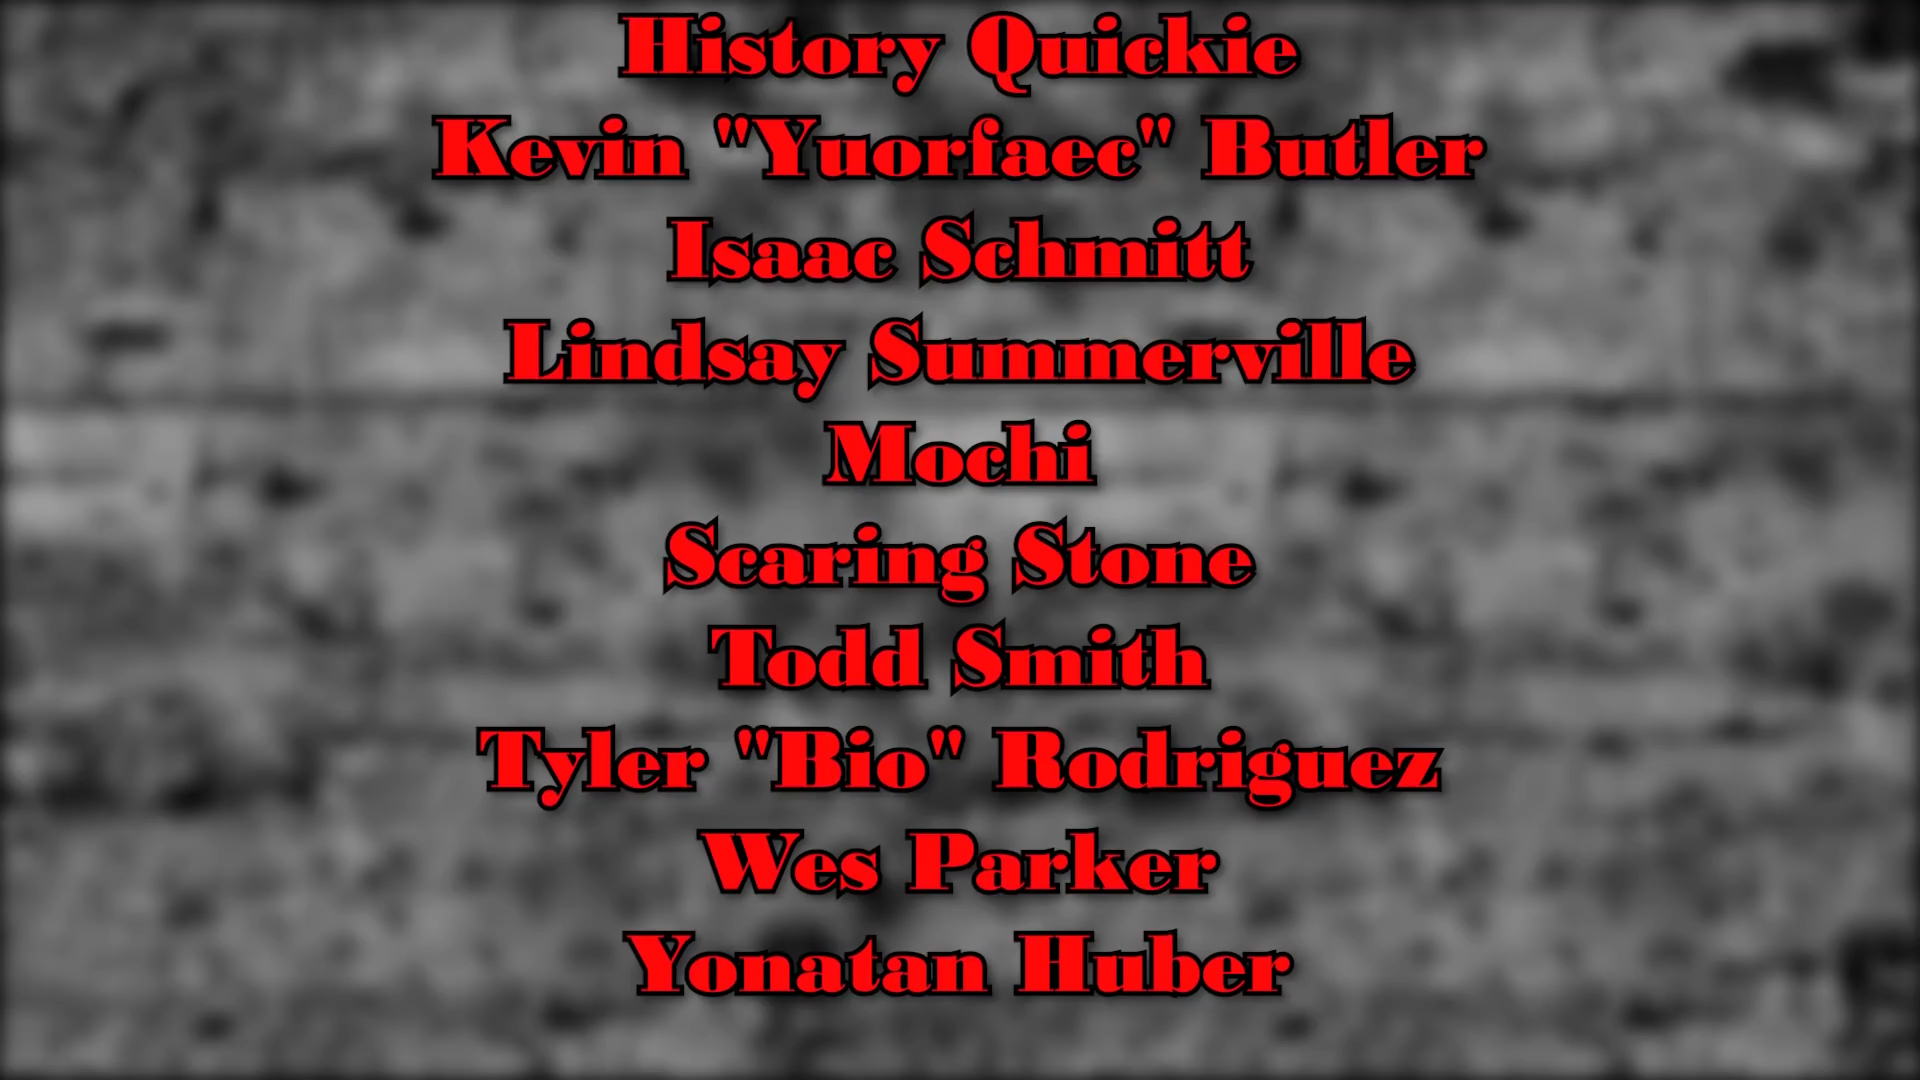 History Quickie
Kevin "Yuorfaec" Butler
Isaac Schmitt
Lindsay Summerville
Mochi
Scaring Stone
Todd Smith
Tyler "Bio" Rodriguez
Wes Parker
Yonatan Huber